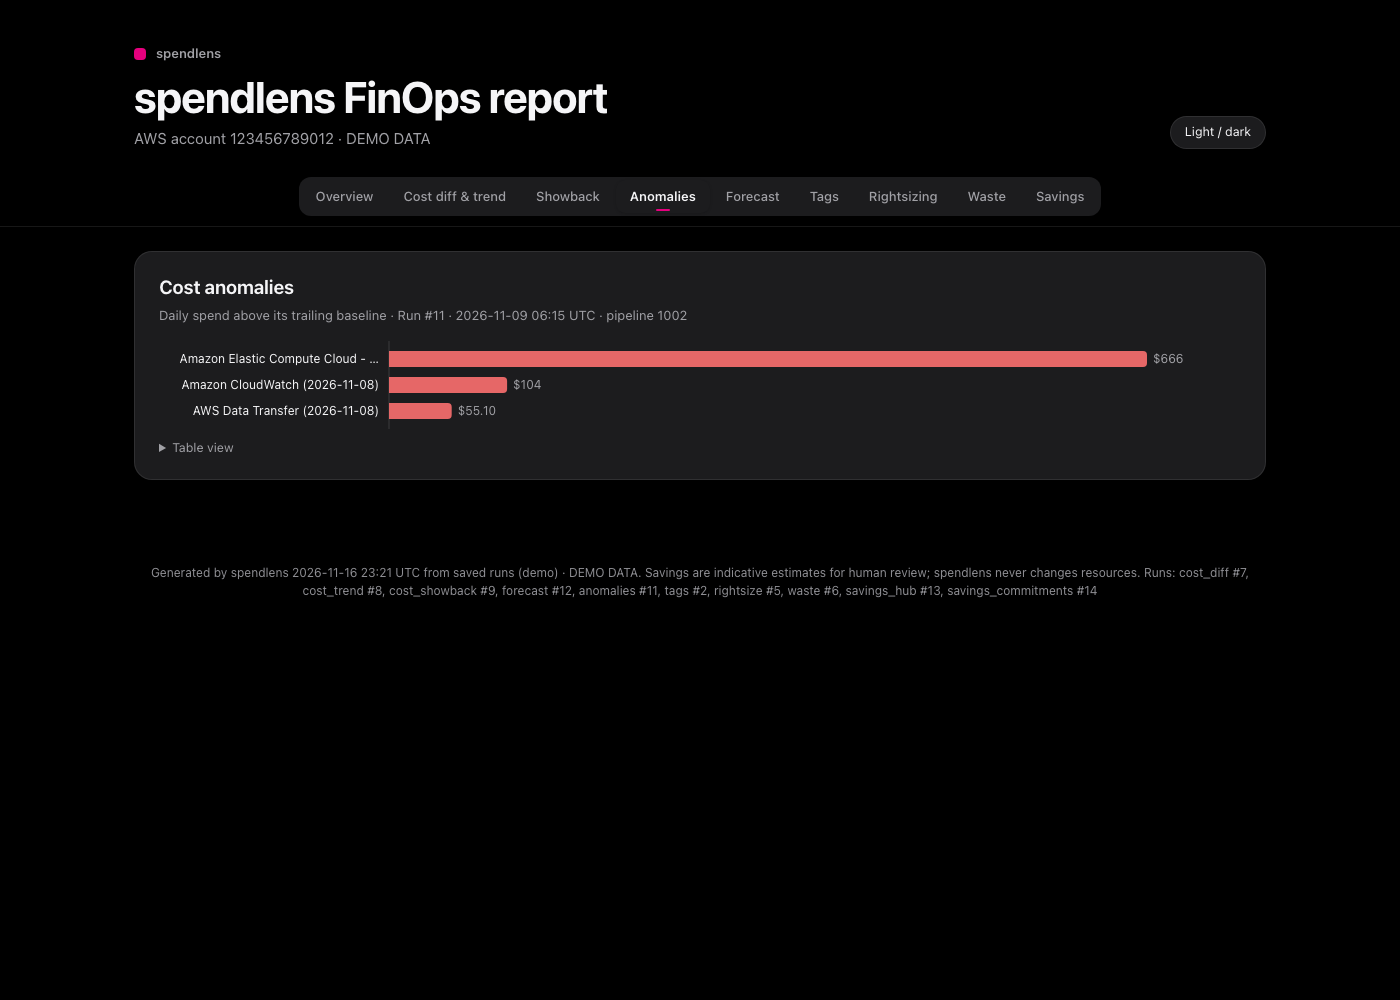 spendlens
spendlens FinOps report
AWS account 123456789012 · DEMO DATA
Light / dark
Overview Cost diff & trend Showback Anomalies Forecast Tags Rightsizing Waste Savings
Cost anomalies
Daily spend above its trailing baseline · Run #11 · 2026-11-09 06:15 UTC · pipeline 1002
Amazon Elastic Compute Cloud - … $666
Amazon CloudWatch (2026-11-08) $104
AWS Data Transfer (2026-11-08) $55.10
Table view
Generated by spendlens 2026-11-16 23:21 UTC from saved runs (demo) · DEMO DATA. Savings are indicative estimates for human review; spendlens never changes resources. Runs: cost_diff #7,
cost_trend #8, cost_showback #9, forecast #12, anomalies #11, tags #2, rightsize #5, waste #6, savings_hub #13, savings_commitments #14